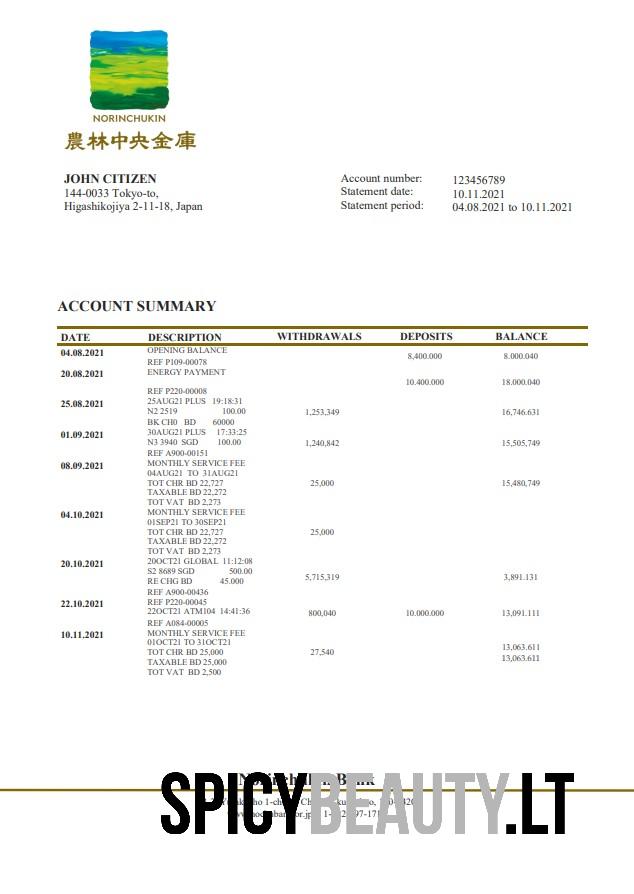 NORINCHUKIN
農林中央金庫
JOHN CITIZEN
144-0033 Tokyo-to,
Higashikojiya 2-11-18, Japan
Account number: 123456789
Statement date: 10.11.2021
Statement period: 04.08.2021 to 10.11.2021
ACCOUNT SUMMARY
DATE DESCRIPTION WITHDRAWALS DEPOSITS BALANCE
04.08.2021 OPENING BALANCE
8,400.000 8.000.040
REF P109-00078
20.08.2021 ENERGY PAYMENT
10.400.000 18.000.040
REF P220-00008
25.08.2021 25AUG21 PLUS 19:18:31
N2 2519 100.00 1,253,349 16,746.631
BK CH0 BD 60000
01.09.2021 30AUG21 PLUS 17:33:25
N3 3940 SGD 100.00 1,240,842 15,505,749
REF A900-00151
08.09.2021 MONTHLY SERVICE FEE
04AUG21 TO 31AUG21
TOT CHR BD 22,727 25,000 15,480,749
TAXABLE BD 22,272
TOT VAT BD 2,273
04.10.2021 MONTHLY SERVICE FEE
01SEP21 TO 30SEP21
TOT CHR BD 22,727 25,000
TAXABLE BD 22,272
TOT VAT BD 2,273
20.10.2021 20OCT21 GLOBAL 11:12:08
S2 8689 SGD 500.00
5,715,319 3,891.131
RE CHG BD 45.000
REF A900-00436
22.10.2021 REF P220-00045
22OCT21 ATM104 14:41:36 800,040 10.000.000 13,091.111
REF A084-00005
10.11.2021 MONTHLY SERVICE FEE
01OCT21 TO 31OCT21
13,063.611
TOT CHR BD 25,000 27,540
13,063.611
TAXABLE BD 25,000
TOT VAT BD 2,500
SPICYBEAUTY.LT